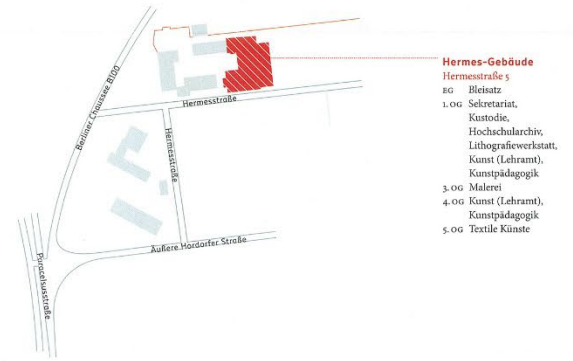 Hermes-Gebäude
Hermesstraße 5
EG Bleisatz
1. OG Sekretariat,
Kustodie,
Hochschularchiv,
Lithografiewerkstatt,
Kunst (Lehramt),
Kunstpädagogik
3. OG Malerei
4. OG Kunst (Lehramt),
Kunstpädagogik
5. OG Textile Künste
Berliner Chaussee B100
Hermesstraße
Hermesstraße
Äußere Hordorfer Straße
Paracelsusstraße